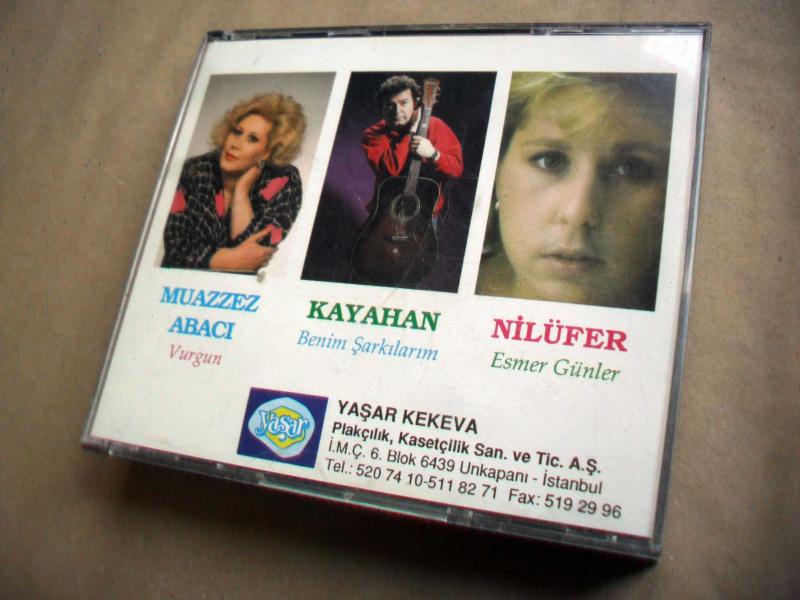 MUAZZEZ
ABACI
Vurgun
KAYAHAN
Benim Şarkılarım
NİLÜFER
Esmer Günler
yaşar
YAŞAR KEKEVA
Plakçılık, Kasetçilik San. ve Tic. A.Ş.
İ.M.Ç. 6. Blok 6439 Unkapanı - İstanbul
Tel.: 520 74 10-511 82 71 Fax: 519 29 96